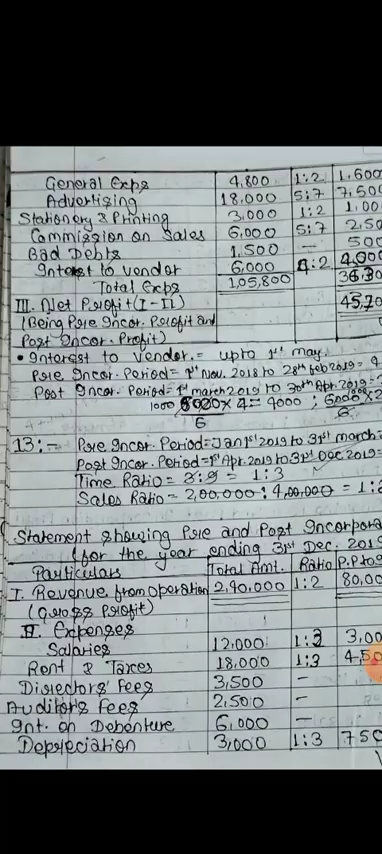 General Exps 4,800 1:2 1,600
Advertising 18,000 5:7 7,500
Stationery & Printing 3,000 1:2 1,00
Commission on Sales 6,000 5:7 2,50
Bad Debts 1,500 — 500
Interest to vendor 6,000 4:2 4,000
Total Exps 1,05,800
III. Net Profit (I-II) 45,70
(Being Pre Incor. Profit and
Post Incor. Profit)
• Interest to Vendor. = upto 1st may.
Pre Incor. Period = 1st Nov. 2018 to 28th feb 2019 = 4
Post Incor. Period = 1st march 2019 to 30th Apr. 2019 =
1000 6000 × 4 = 4000 ; 6000 × 2
6 6
13:- Pre Incor. Period = Jan 1st 2019 to 31st march
Post Incor. Period = 1st Apr. 2019 to 31st Dec 2019 =
Time Ratio = 3:9 = 1:3
Sales Ratio = 2,00,000 : 4,00,000 = 1:2
Statement showing Pre and Post Incorpora
(for the year ending 31st Dec. 2019
Particulars Total Amt. Ratio P.P to
I. Revenue from operation 2,40,000 1:2 80,00
(Gross Profit)
II. Expenses
Salaries 12,000 1:3 3,00
Rent & Taxes 18,000 1:3 4,50
Directors' Fees 3,500 —
Auditor's Fees 2,500 —
Int. on Debenture 6,000 —
Depreciation 3,000 1:3 750